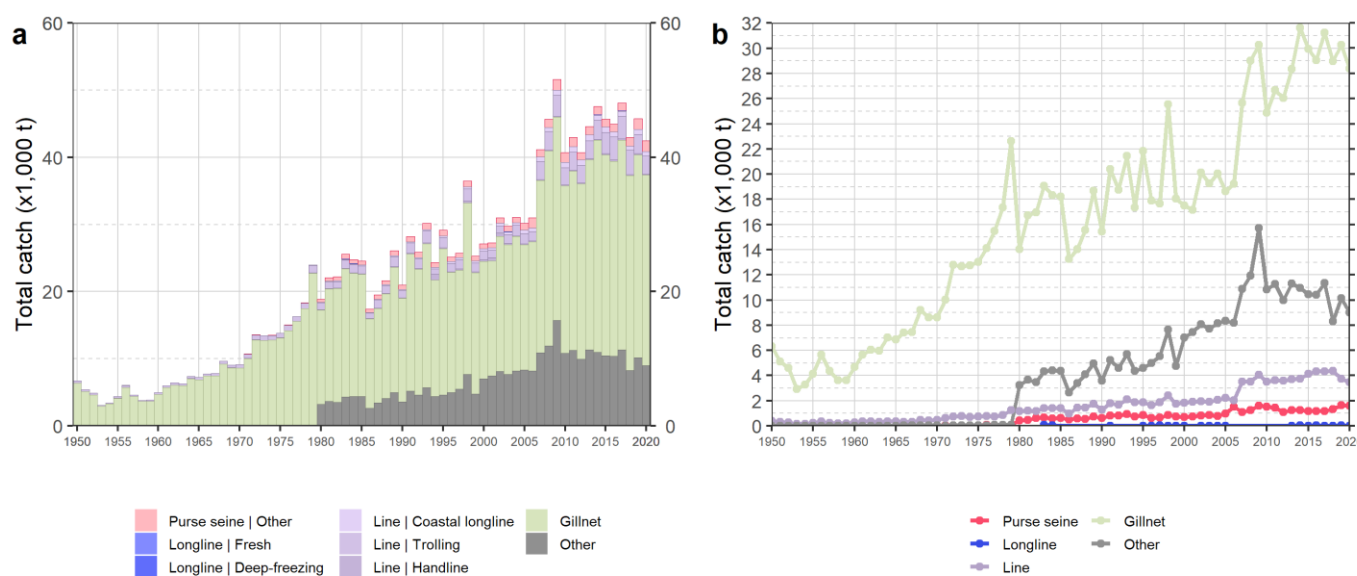 a
Total catch (x1,000 t)
60
40
20
0
60
40
20
0
1950 1955 1960 1965 1970 1975 1980 1985 1990 1995 2000 2005 2010 2015 2020
Purse seine | Other
Longline | Fresh
Longline | Deep-freezing
Line | Coastal longline
Line | Trolling
Line | Handline
Gillnet
Other
b
Total catch (x1,000 t)
32
30
28
26
24
22
20
18
16
14
12
10
8
6
4
2
0
1950 1955 1960 1965 1970 1975 1980 1985 1990 1995 2000 2005 2010 2015 202
Purse seine
Longline
Line
Gillnet
Other